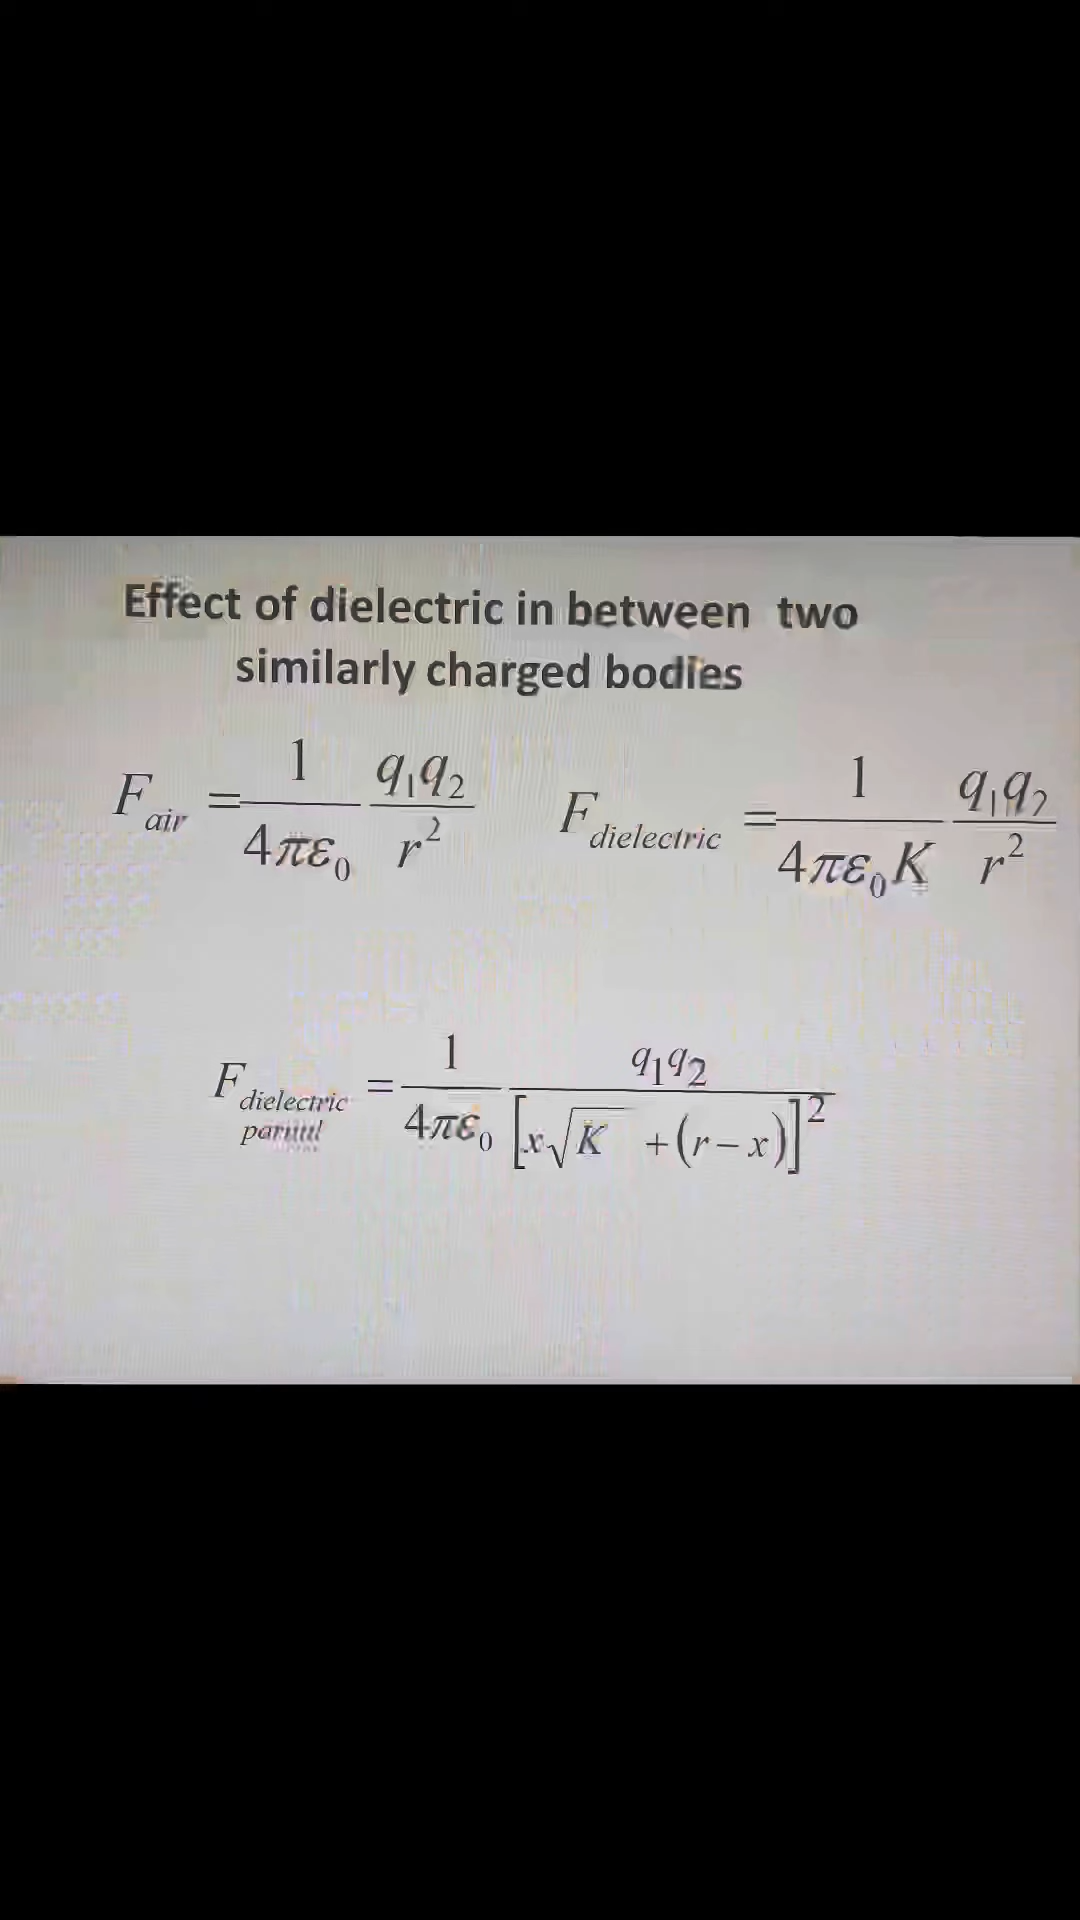 Effect of dielectric in between two
similarly charged bodies
F_air = 1/(4πε₀) q₁q₂/r²
F_dielectric = 1/(4πε₀K) q₁q₂/r²
F_dielectric = 1/(4πε₀) q₁q₂/[x√K + (r − x)]²